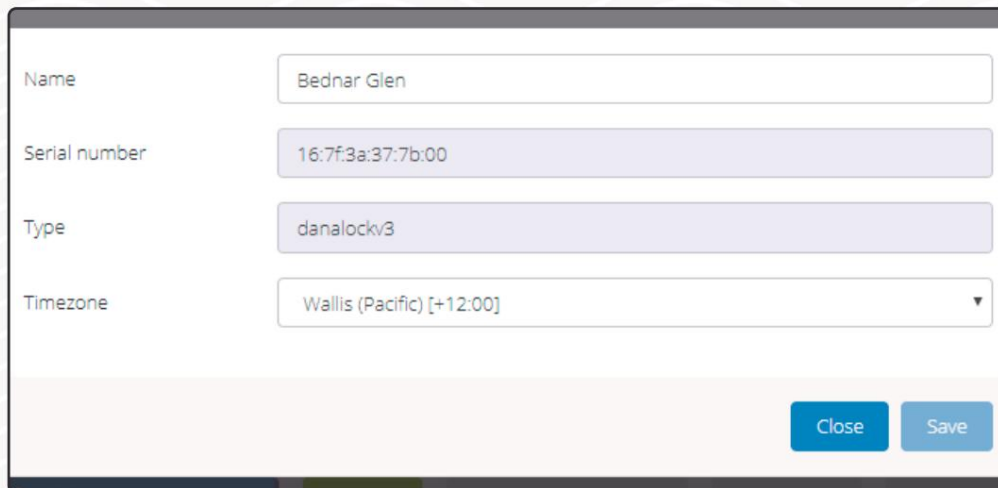 Name Bednar Glen
Serial number 16:7f:3a:37:7b:00
Type danalockv3
Timezone Wallis (Pacific) [+12:00]
Close Save